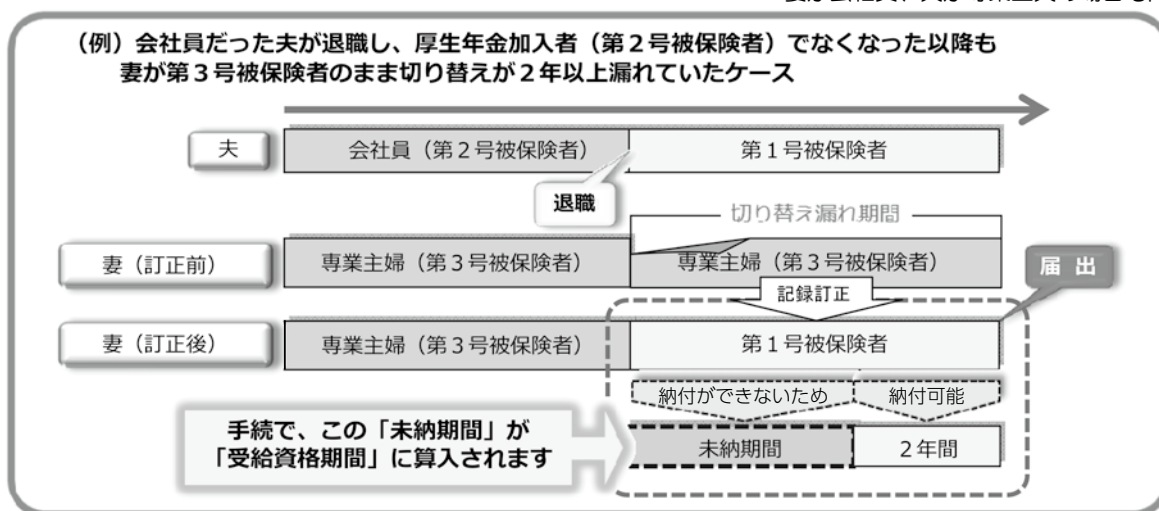 (例)会社員だった夫が退職し、厚生年金加入者(第2号被保険者)でなくなった以降も
妻が第3号被保険者のまま切り替えが2年以上漏れていたケース
夫
会社員(第2号被保険者)
第1号被保険者
退職
切り替え漏れ期間
妻(訂正前)
専業主婦(第3号被保険者)
専業主婦(第3号被保険者)
届出
記録訂正
妻(訂正後)
専業主婦(第3号被保険者)
第1号被保険者
納付ができないため
納付可能
手続で、この「未納期間」が
「受給資格期間」に算入されます
未納期間
2年間